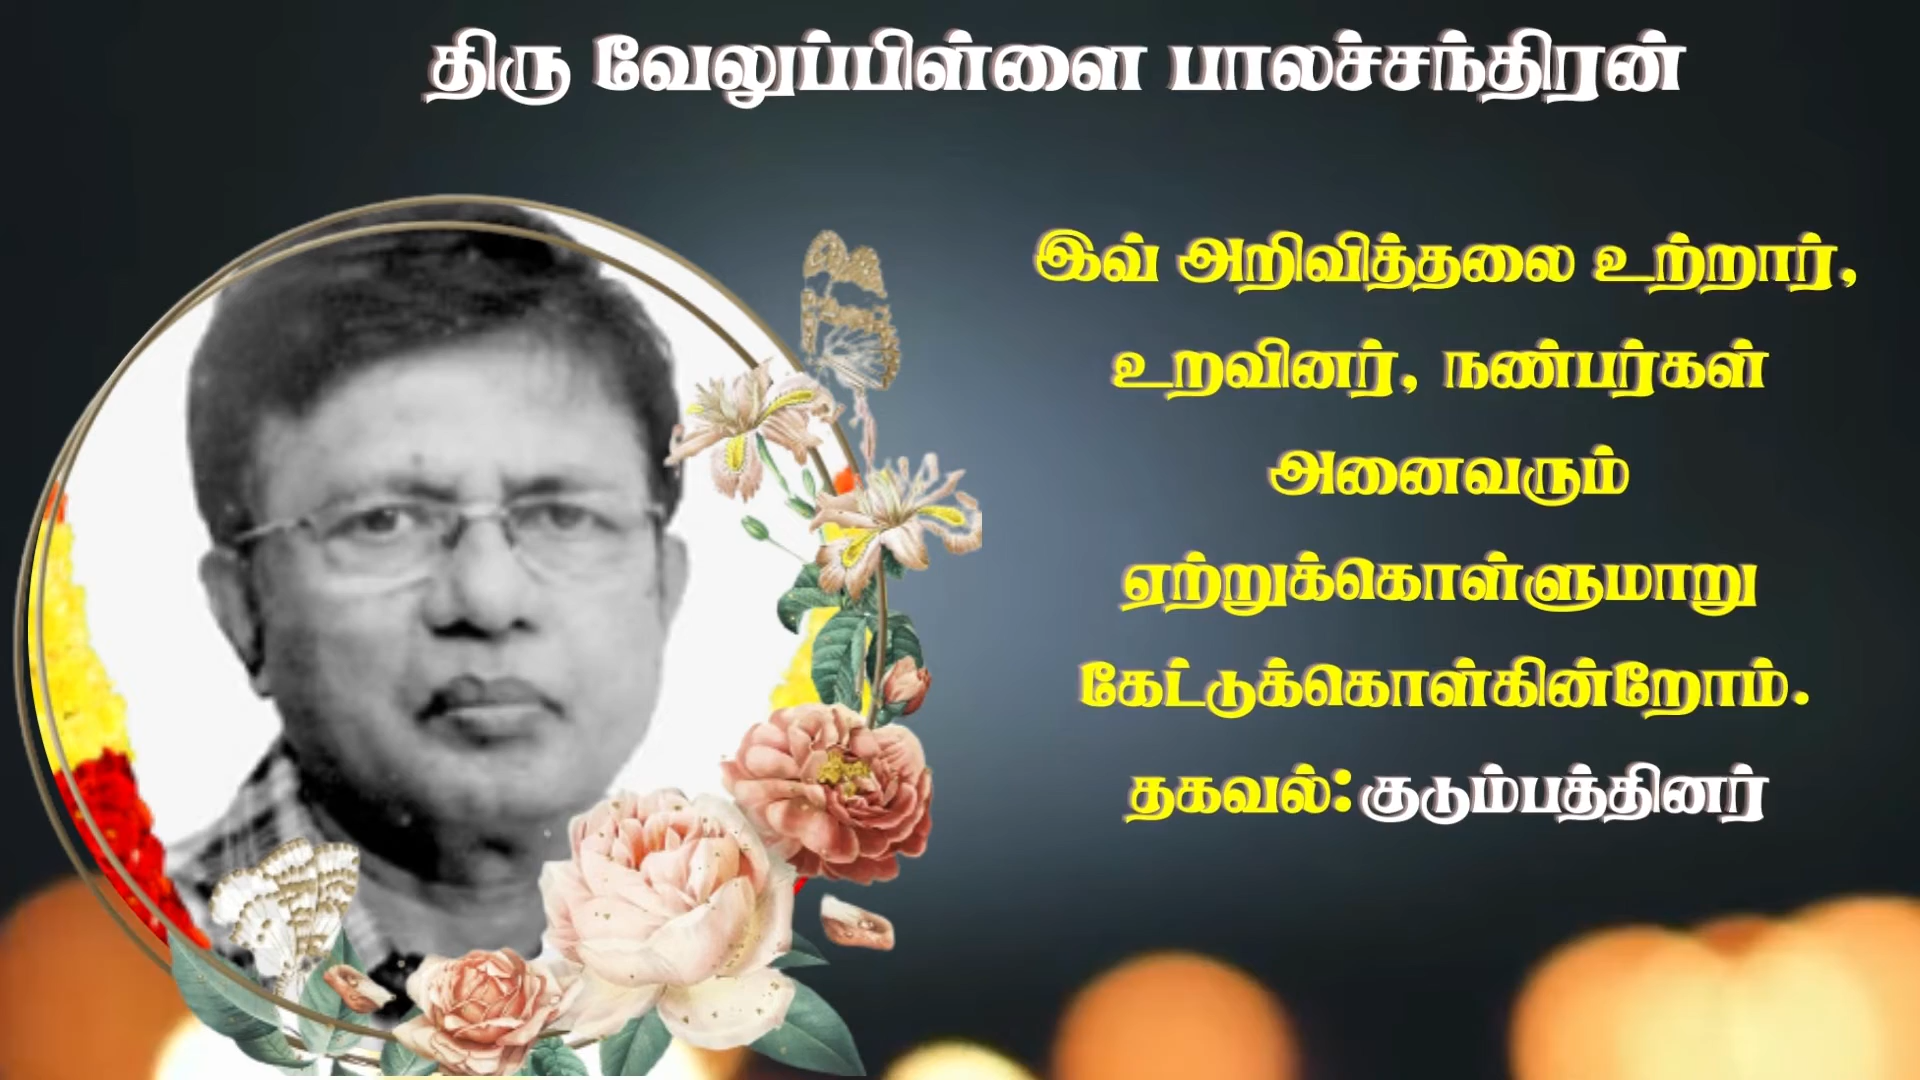 திரு வேலுப்பிள்ளை பாலச்சந்திரன்
இவ் அறிவித்தலை உற்றார்,
உறவினர், நண்பர்கள்
அனைவரும்
ஏற்றுக்கொள்ளுமாறு
கேட்டுக்கொள்கின்றோம்.
தகவல்: குடும்பத்தினர்